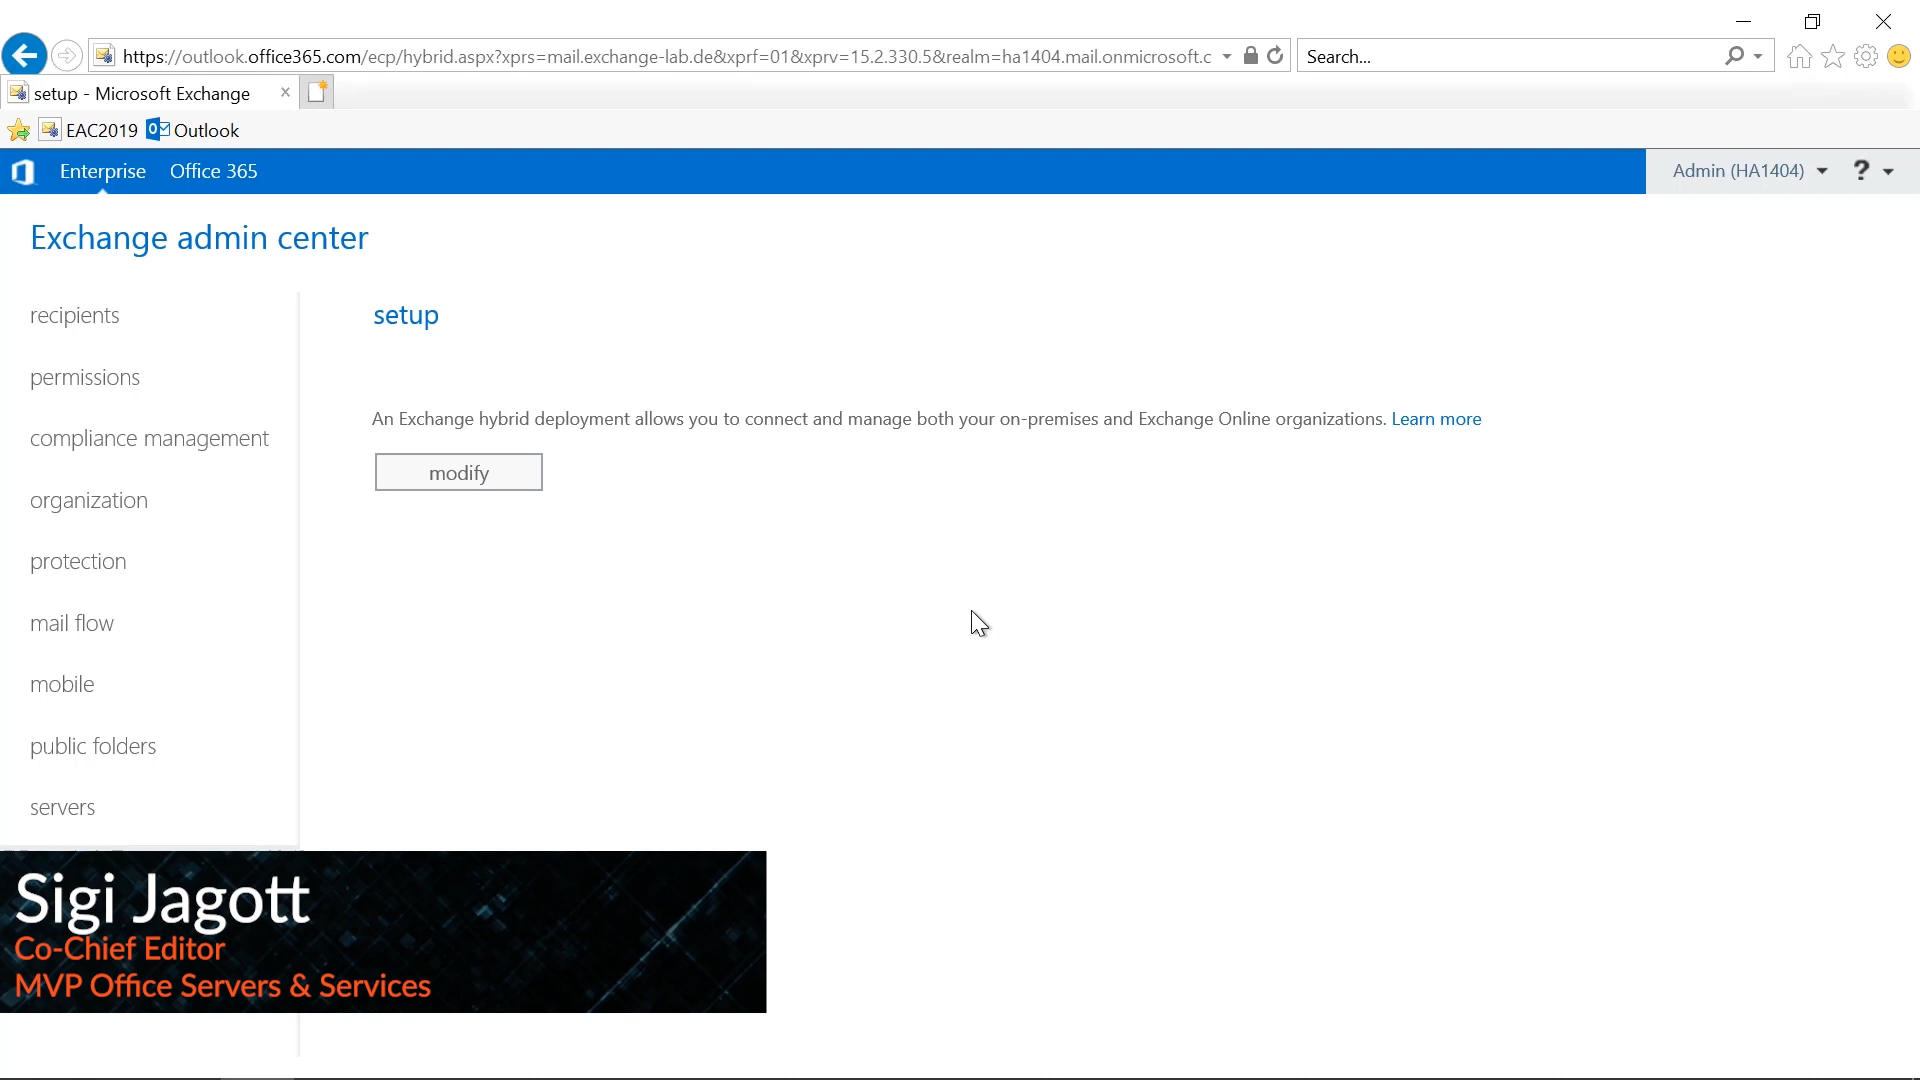 https://outlook.office365.com/ecp/hybrid.aspx?xprs=mail.exchange-lab.de&xprf=01&xprv=15.2.330.5&realm=ha1404.mail.onmicrosoft.c
Search...
setup - Microsoft Exchange
EAC2019
Outlook
Enterprise
Office 365
Admin (HA1404)
?
Exchange admin center
recipients
permissions
compliance management
organization
protection
mail flow
mobile
public folders
servers
setup
An Exchange hybrid deployment allows you to connect and manage both your on-premises and Exchange Online organizations. Learn more
modify
Sigi Jagott
Co-Chief Editor
MVP Office Servers & Services